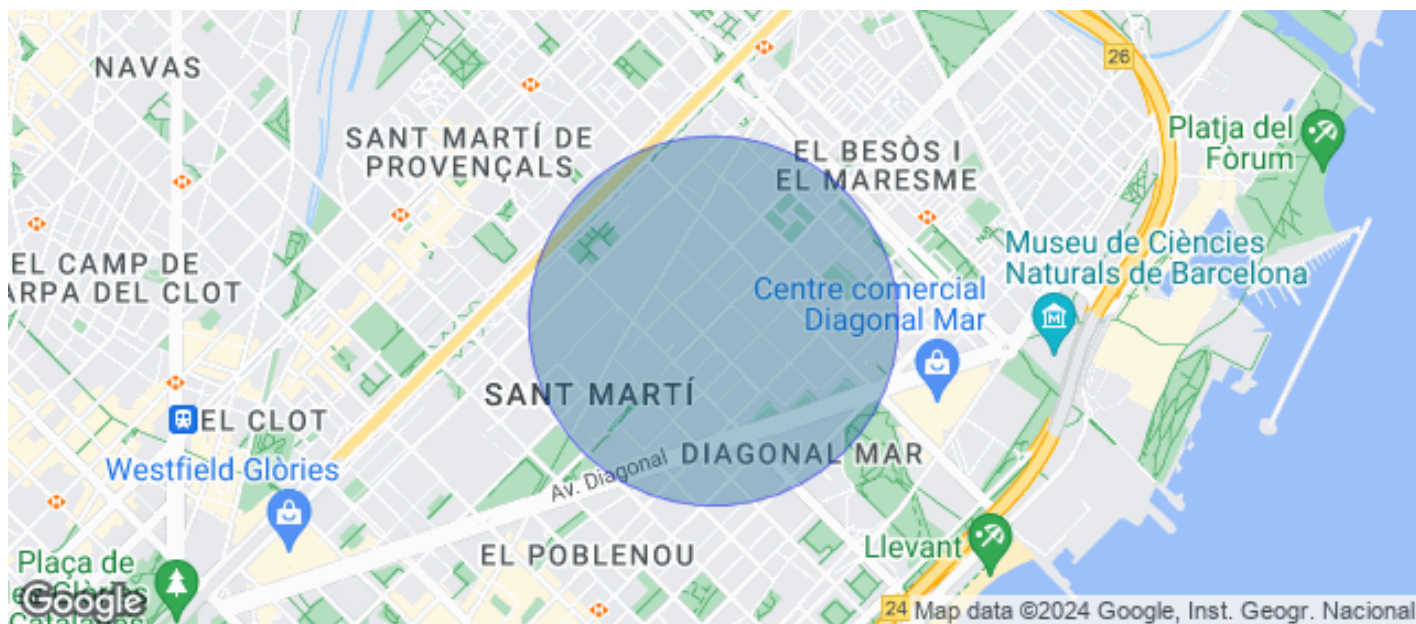 NAVAS
26
SANT MARTÍ DE
PROVENÇALS
EL BESÒS I
EL MARESME
Platja del
Fòrum
EL CAMP DE
ARPA DEL CLOT
Museu de Ciències
Naturals de Barcelona
Centre comercial
Diagonal Mar
SANT MARTÍ
EL CLOT
Westfield Glòries
Av. Diagonal
DIAGONAL MAR
EL POBLENOU
Llevant
Plaça de
Google
24
Map data ©2024 Google, Inst. Geogr. Nacional